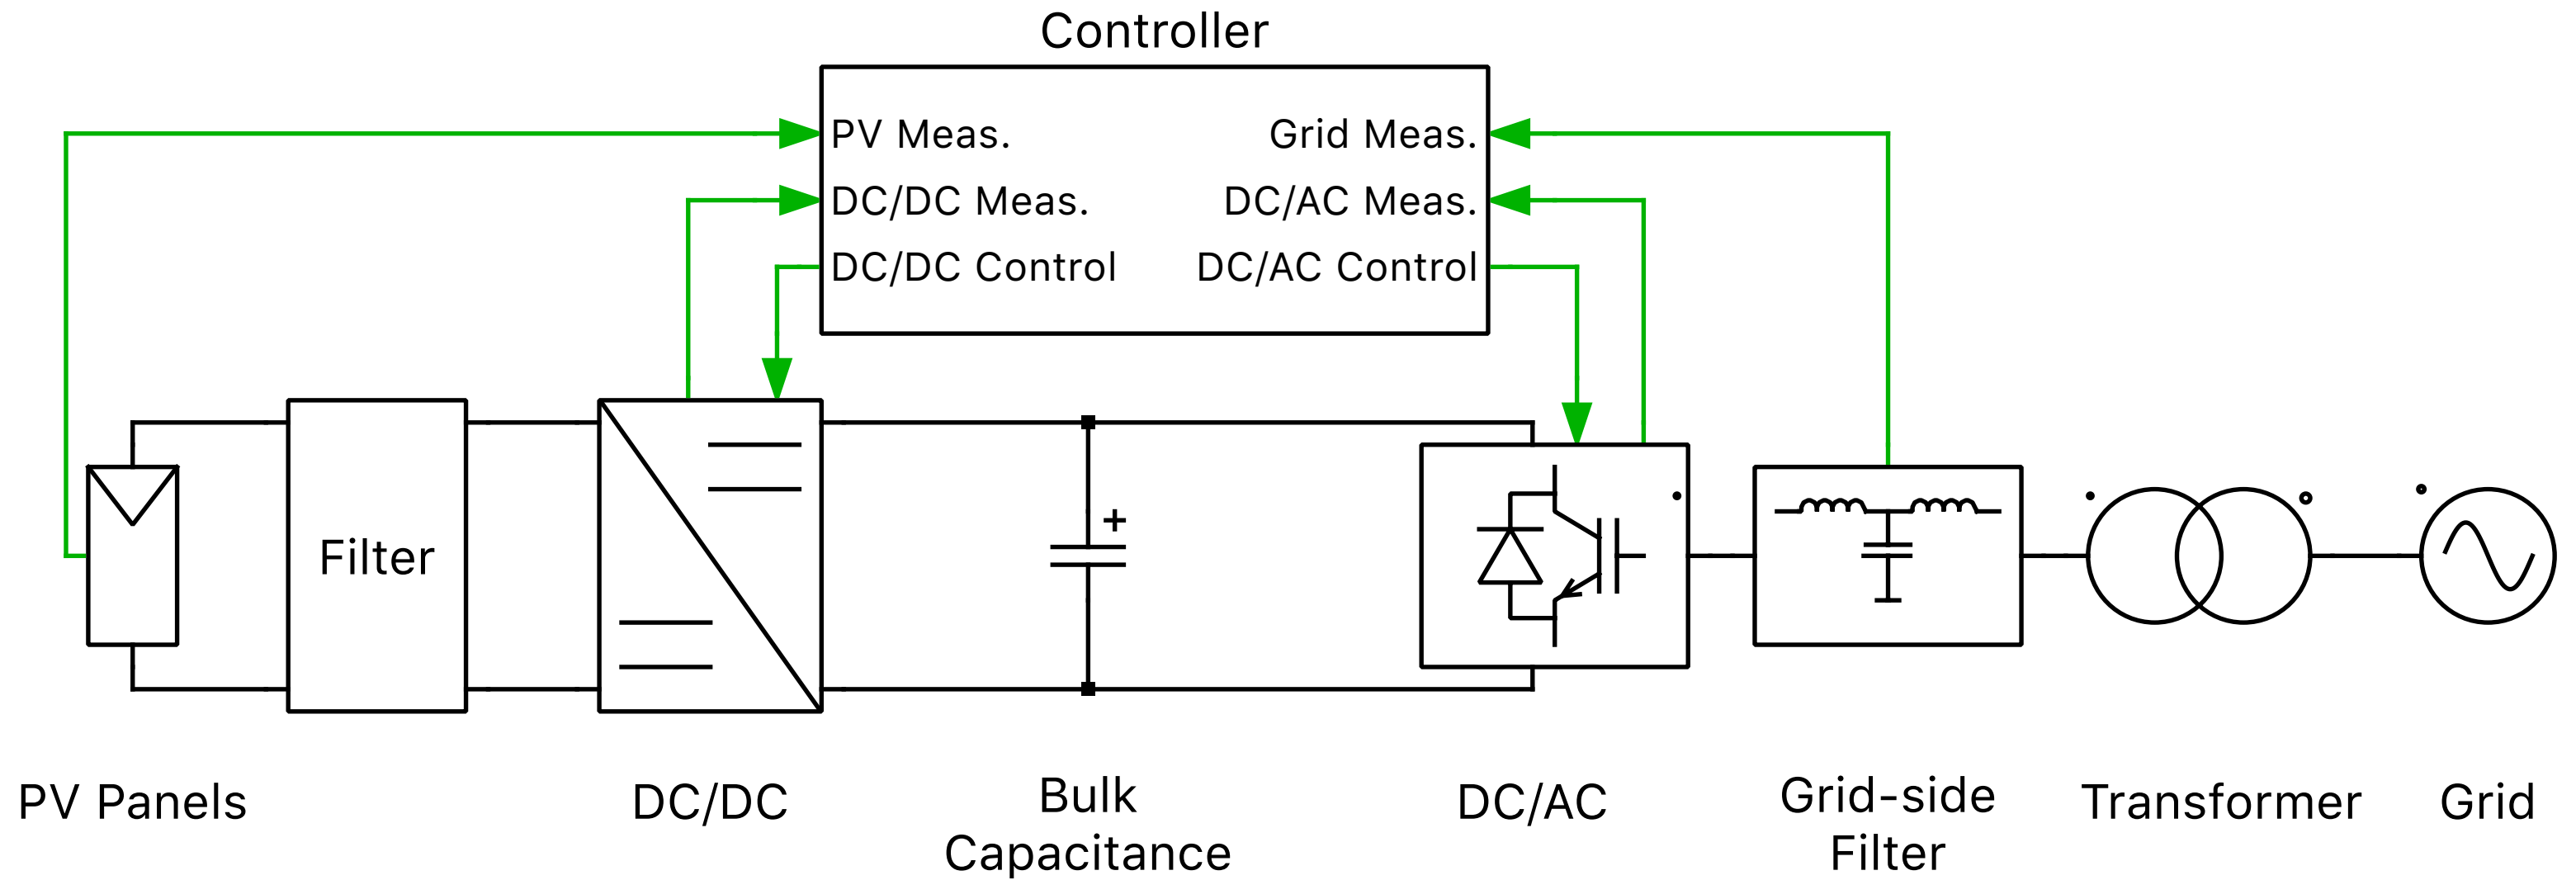 Controller
PV Meas.
Grid Meas.
DC/DC Meas.
DC/AC Meas.
DC/DC Control
DC/AC Control
Filter
+
PV Panels
DC/DC
Bulk
Capacitance
DC/AC
Grid-side
Filter
Transformer
Grid